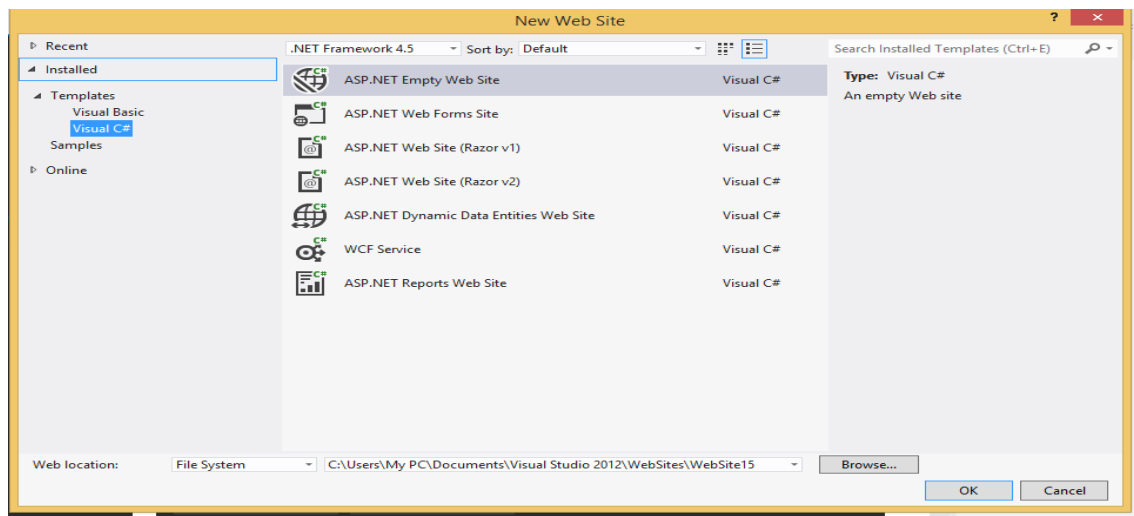 New Web Site
? ×
Recent
Installed
Templates
Visual Basic
Visual C#
Samples
Online
.NET Framework 4.5 Sort by: Default
ASP.NET Empty Web Site Visual C#
ASP.NET Web Forms Site Visual C#
ASP.NET Web Site (Razor v1) Visual C#
ASP.NET Web Site (Razor v2) Visual C#
ASP.NET Dynamic Data Entities Web Site Visual C#
WCF Service Visual C#
ASP.NET Reports Web Site Visual C#
Search Installed Templates (Ctrl+E)
Type: Visual C#
An empty Web site
Web location: File System C:\Users\My PC\Documents\Visual Studio 2012\WebSites\WebSite15 Browse...
OK Cancel